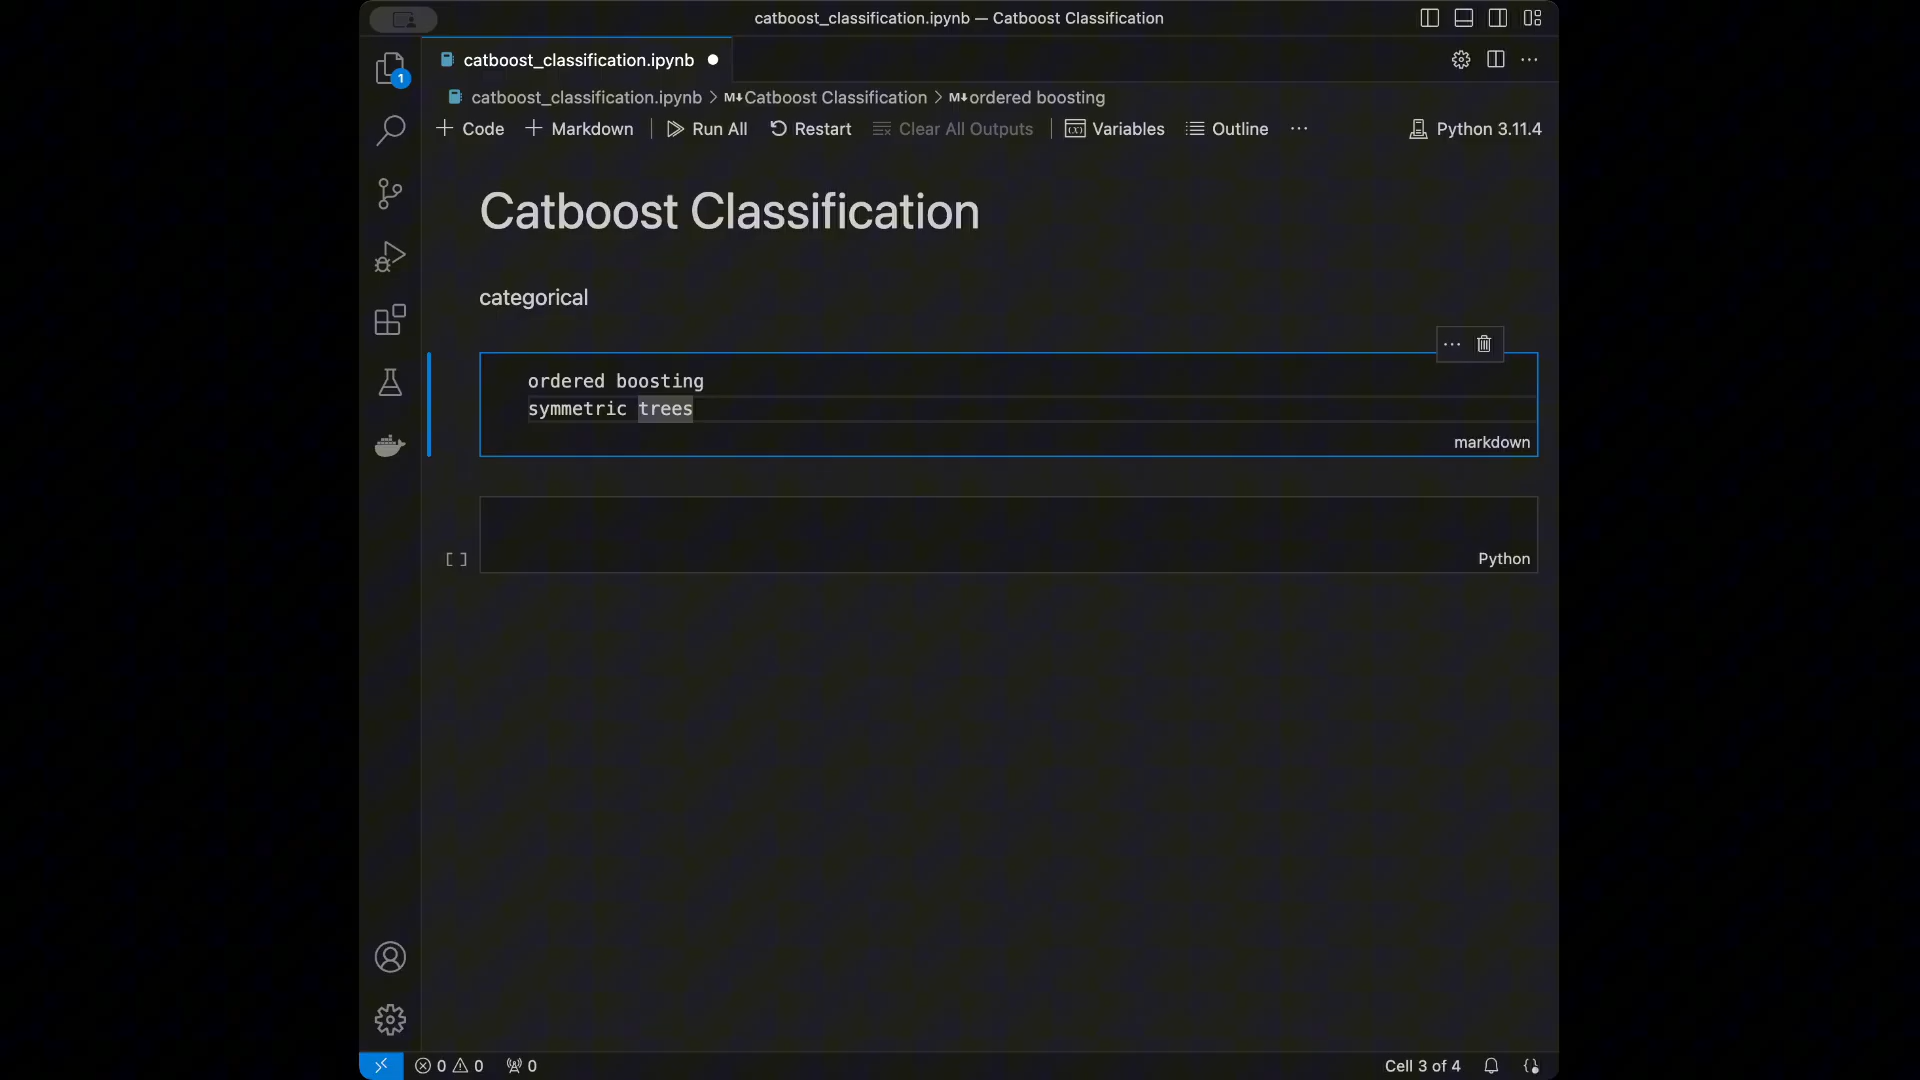 catboost_classification.ipynb — Catboost Classification
1
catboost_classification.ipynb
catboost_classification.ipynb > M↓Catboost Classification > M↓ordered boosting
+ Code + Markdown | Run All Restart Clear All Outputs | Variables Outline ··· Python 3.11.4
Catboost Classification
categorical
ordered boosting
symmetric trees
markdown
[ ]
Python
0 0 0 Cell 3 of 4